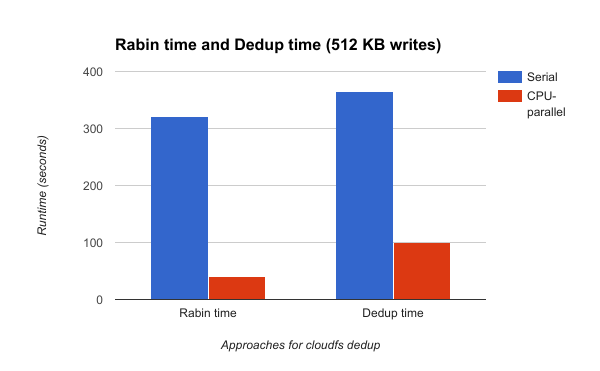 Rabin time and Dedup time (512 KB writes)
400
300
200
100
0
Runtime (seconds)
Rabin time
Dedup time
Approaches for cloudfs dedup
Serial
CPU-
parallel